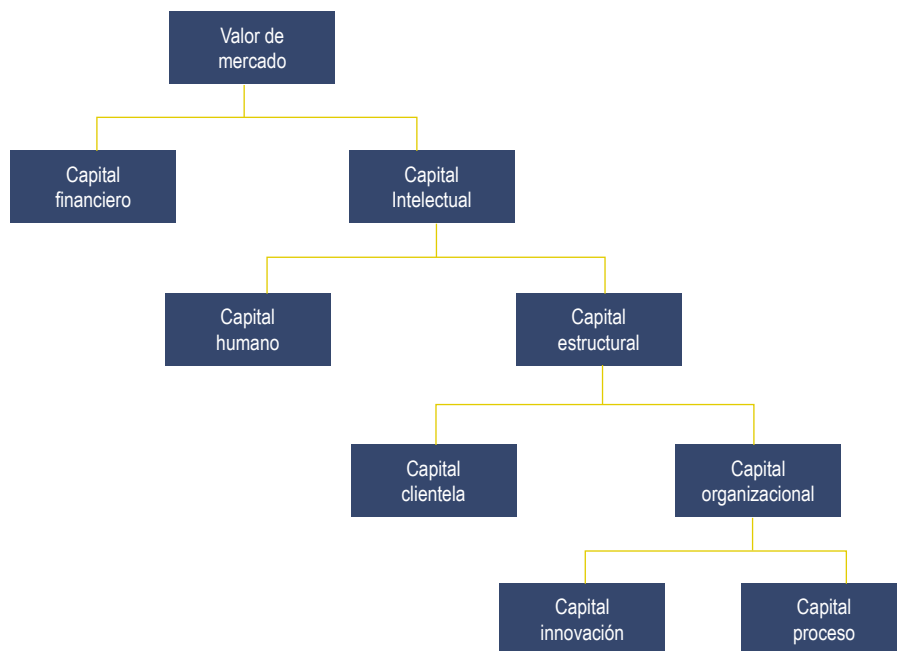 Valor de
mercado
Capital
financiero
Capital
Intelectual
Capital
humano
Capital
estructural
Capital
clientela
Capital
organizacional
Capital
innovación
Capital
proceso